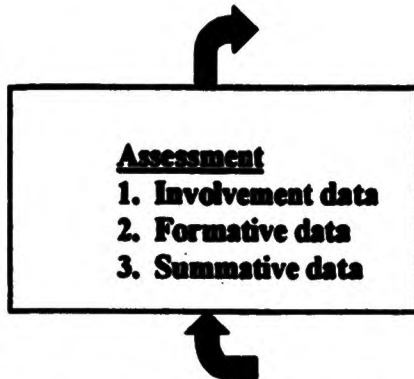 Assessment
1. Involvement data
2. Formative data
3. Summative data